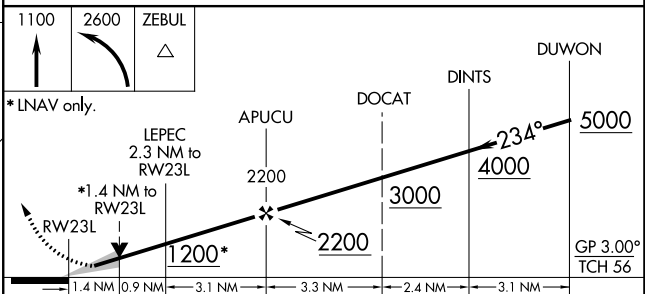 1100 2600 ZEBUL
* LNAV only.
DUWON
DINTS
DOCAT
APUCU
LEPEC
2.3 NM to
RW23L
*1.4 NM to
RW23L
RW23L
234°
5000
4000
3000
2200
2200
1200*
GP 3.00°
TCH 56
1.4 NM 0.9 NM 3.1 NM 3.3 NM 2.4 NM 3.1 NM